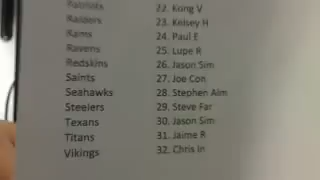 Patriots 22. Kong V
Raiders 23. Kelsey H
Rams 24. Paul E
Ravens 25. Lupe R
Redskins 26. Jason Sim
Saints 27. Joe Con
Seahawks 28. Stephen Aim
Steelers 29. Steve Far
Texans 30. Jason Sim
Titans 31. Jaime R
Vikings 32. Chris In